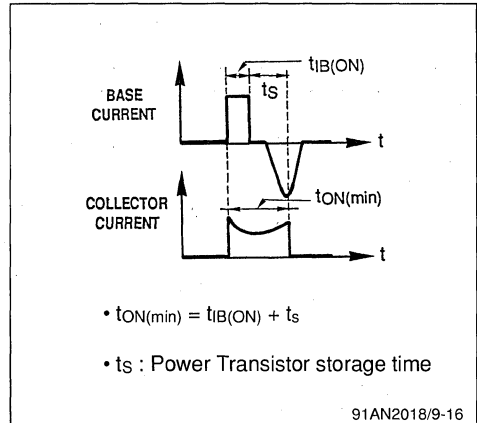 tIB(ON)
tS
BASE
CURRENT
t
tON(min)
COLLECTOR
CURRENT
t
• tON(min) = tIB(ON) + ts
• ts : Power Transistor storage time
91AN2018/9-16